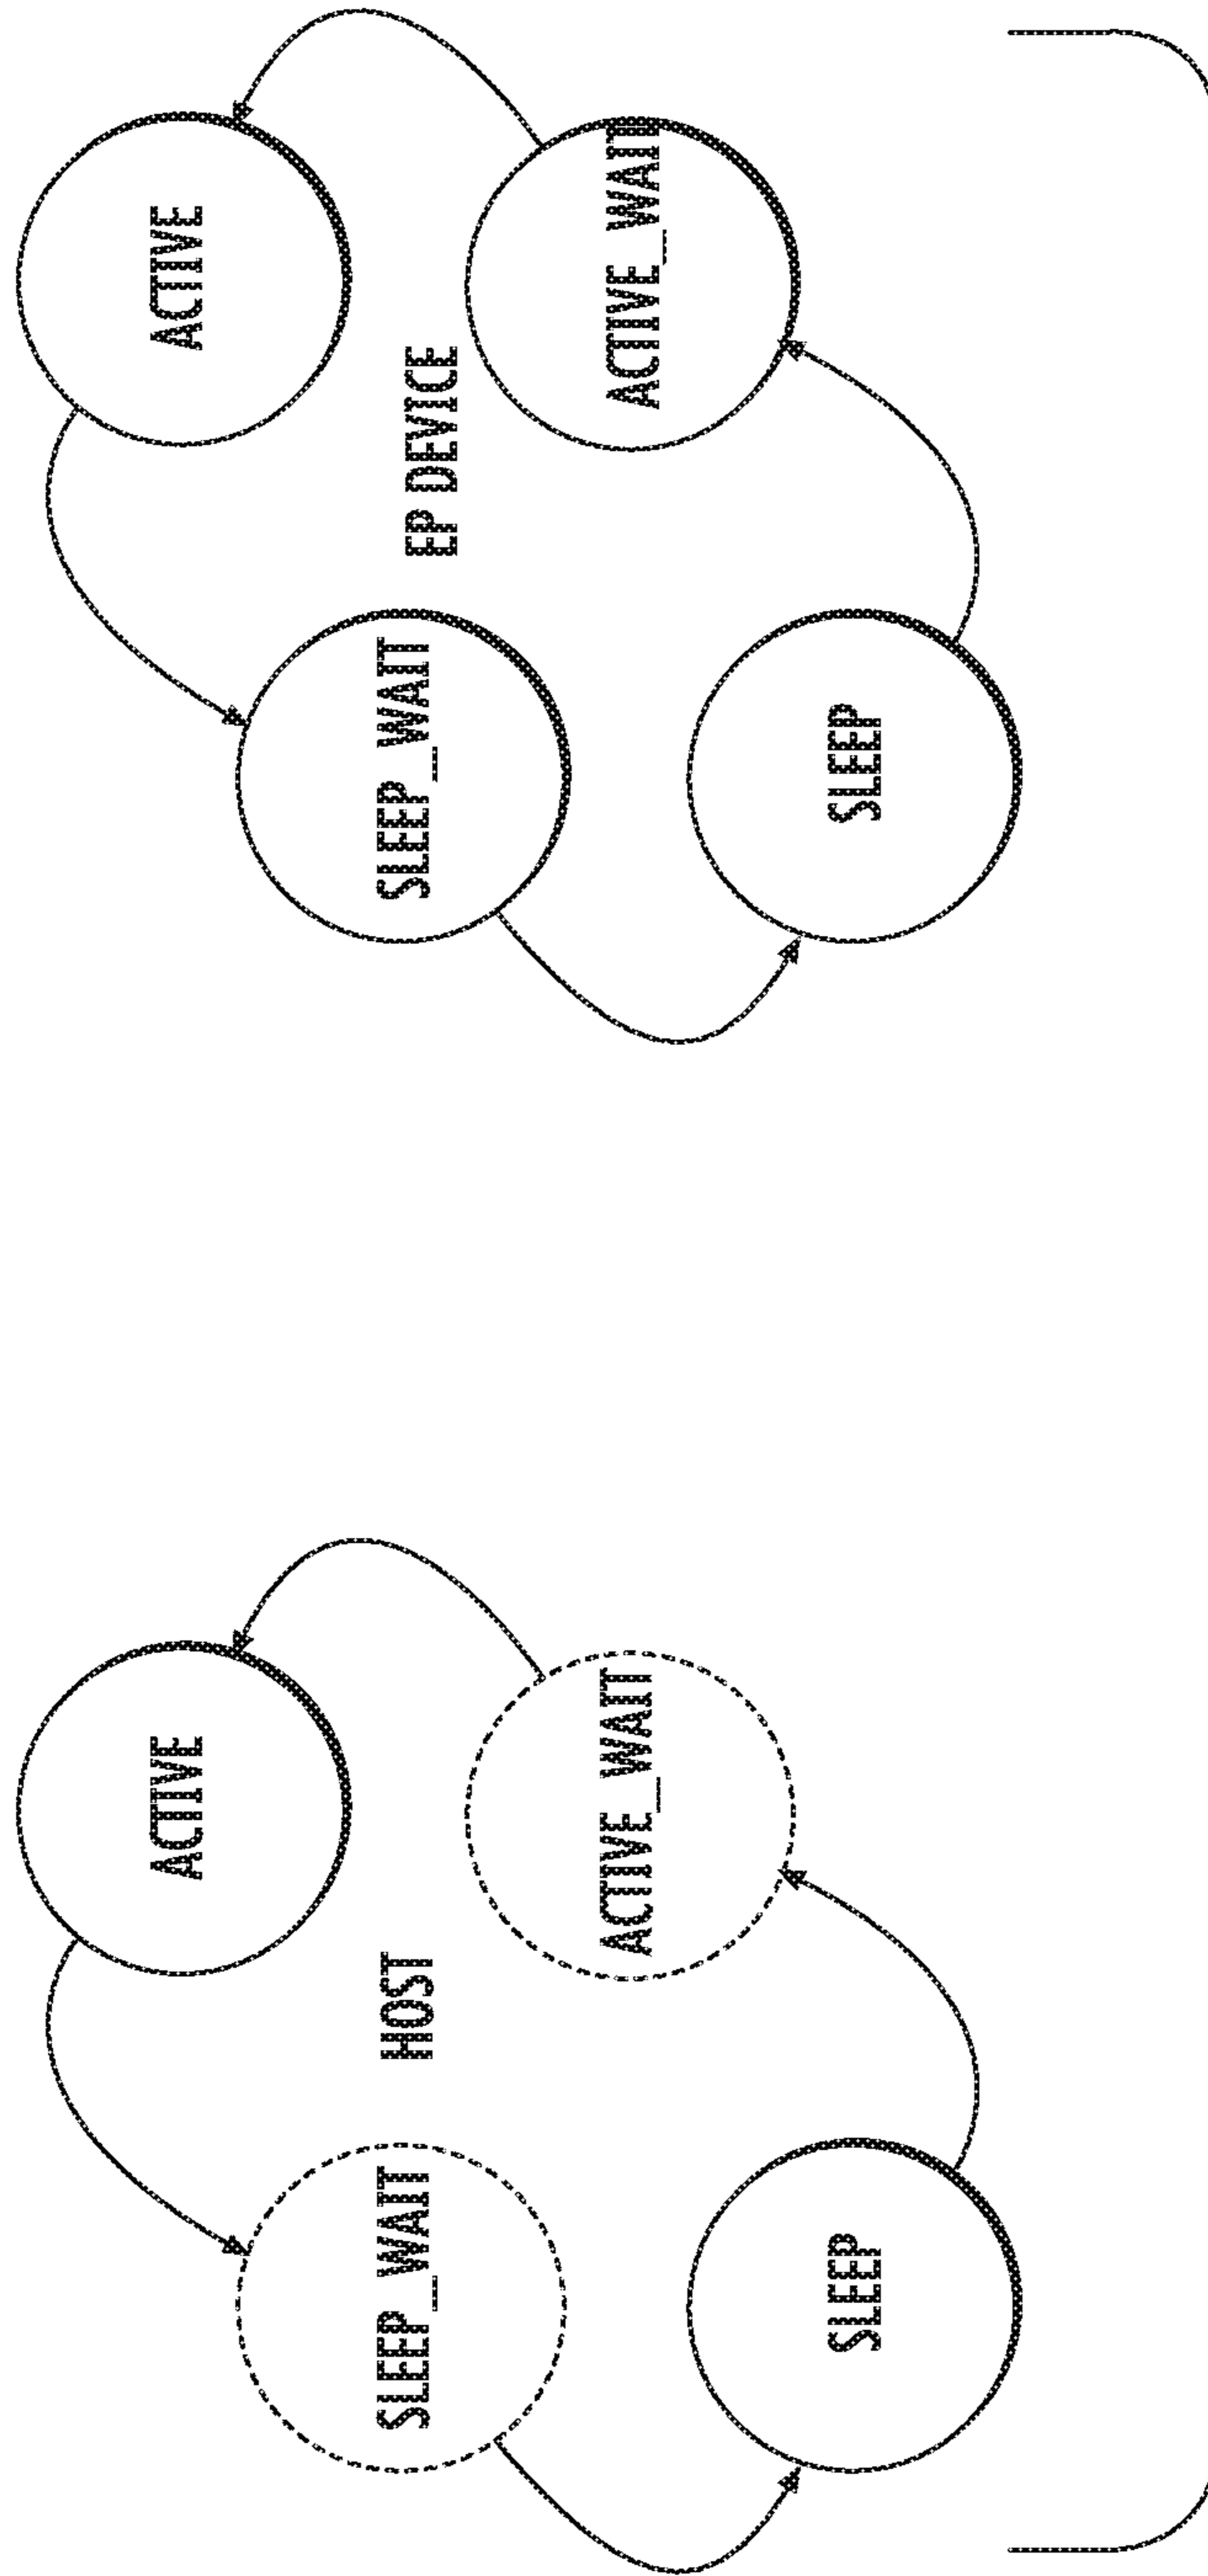 ACTIVE
SLEEP_WAIT
HOST
ACTIVE_WAIT
SLEEP
ACTIVE
SLEEP_WAIT
EP DEVICE
ACTIVE_WAIT
SLEEP